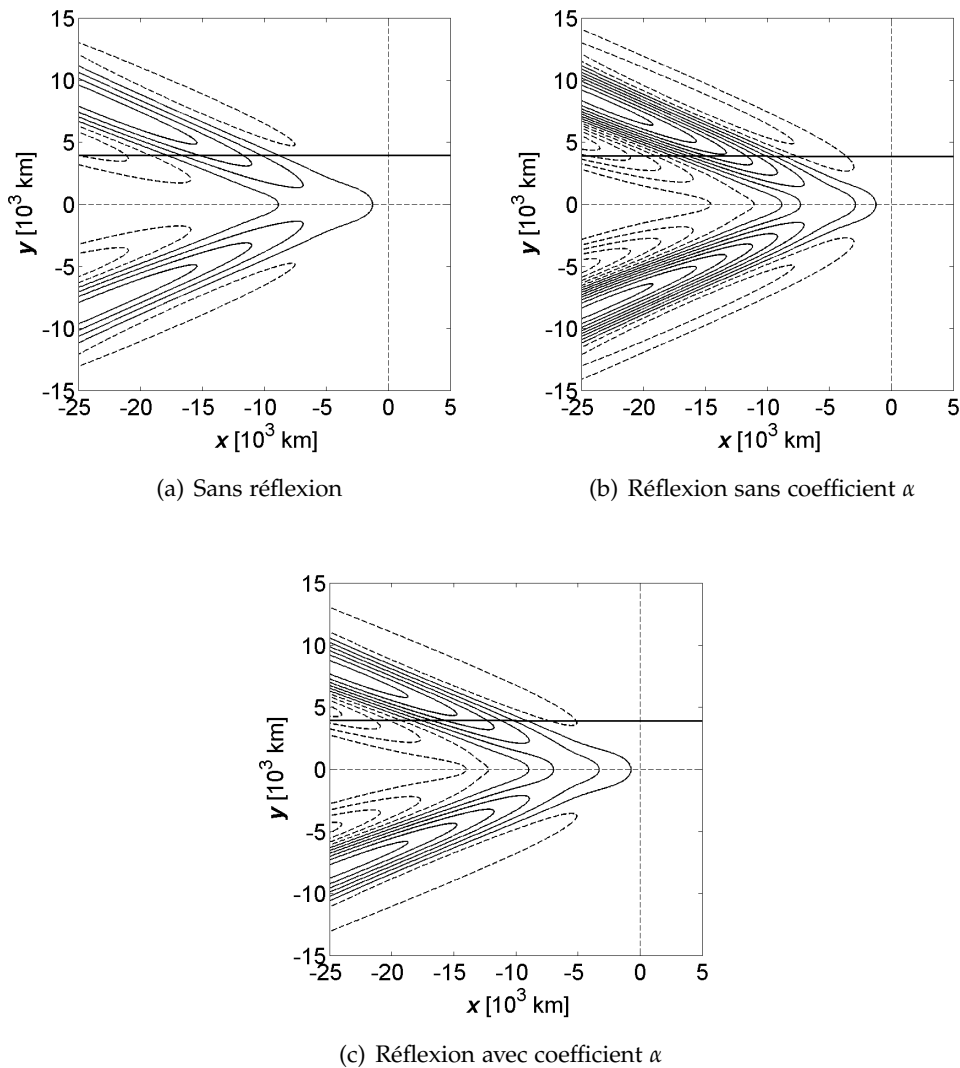 15
10
5
0
-5
-10
-15
y [10³ km]
-25 -20 -15 -10 -5 0 5
x [10³ km]
(a) Sans réflexion
15
10
5
0
-5
-10
-15
y [10³ km]
-25 -20 -15 -10 -5 0 5
x [10³ km]
(b) Réflexion sans coefficient α
15
10
5
0
-5
-10
-15
y [10³ km]
-25 -20 -15 -10 -5 0 5
x [10³ km]
(c) Réflexion avec coefficient α